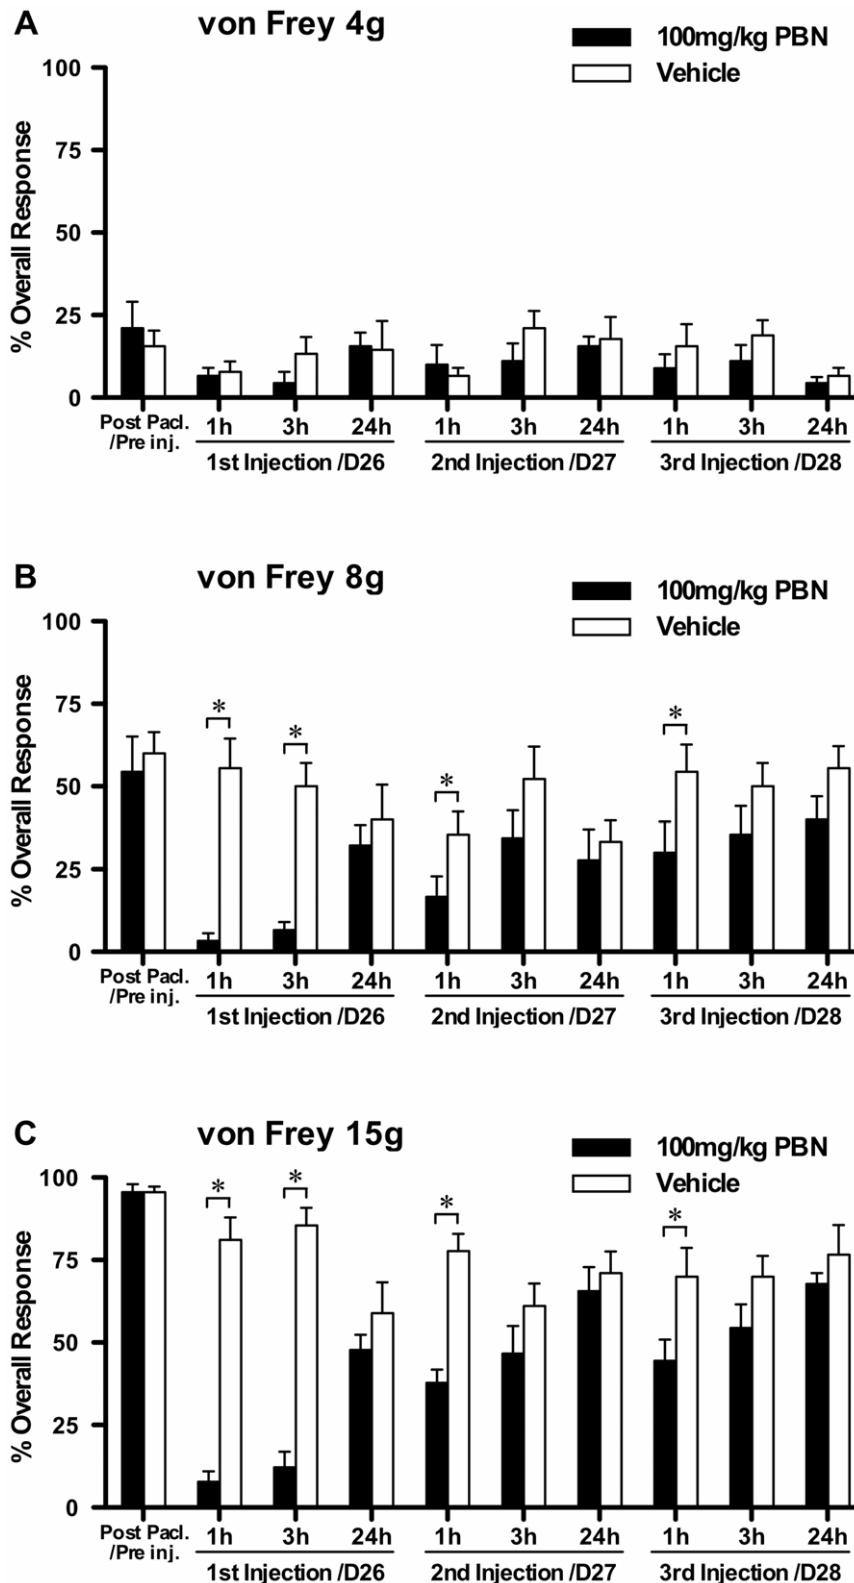 A von Frey 4g
100mg/kg PBN
Vehicle
% Overall Response
100
75
50
25
0
Post Pacl.
/Pre inj.
1h 3h 24h 1h 3h 24h 1h 3h 24h
1st Injection /D26 2nd Injection /D27 3rd Injection /D28
B von Frey 8g
100mg/kg PBN
Vehicle
% Overall Response
100
75
50
25
0
* * * *
Post Pacl.
/Pre inj.
1h 3h 24h 1h 3h 24h 1h 3h 24h
1st Injection /D26 2nd Injection /D27 3rd Injection /D28
C von Frey 15g
100mg/kg PBN
Vehicle
% Overall Response
100
75
50
25
0
* * * *
Post Pacl.
/Pre inj.
1h 3h 24h 1h 3h 24h 1h 3h 24h
1st Injection /D26 2nd Injection /D27 3rd Injection /D28